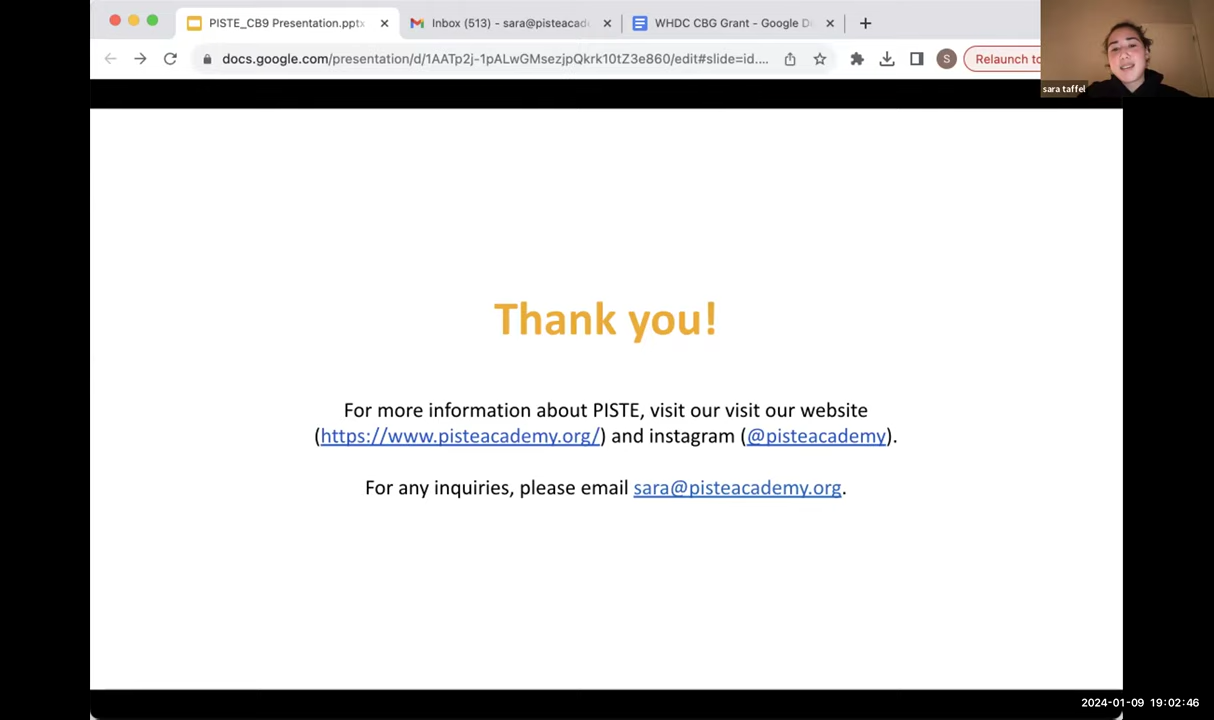 PISTE_CB9 Presentation.pptx
Inbox (513) - sara@pisteacad
WHDC CBG Grant - Google D
docs.google.com/presentation/d/1AATp2j-1pALwGMsezjpQkrk10tZ3e860/edit#slide=id....
S
Relaunch to
sara taffel
Thank you!
For more information about PISTE, visit our visit our website
(https://www.pisteacademy.org/) and instagram (@pisteacademy).
For any inquiries, please email sara@pisteacademy.org.
2024-01-09 19:02:46